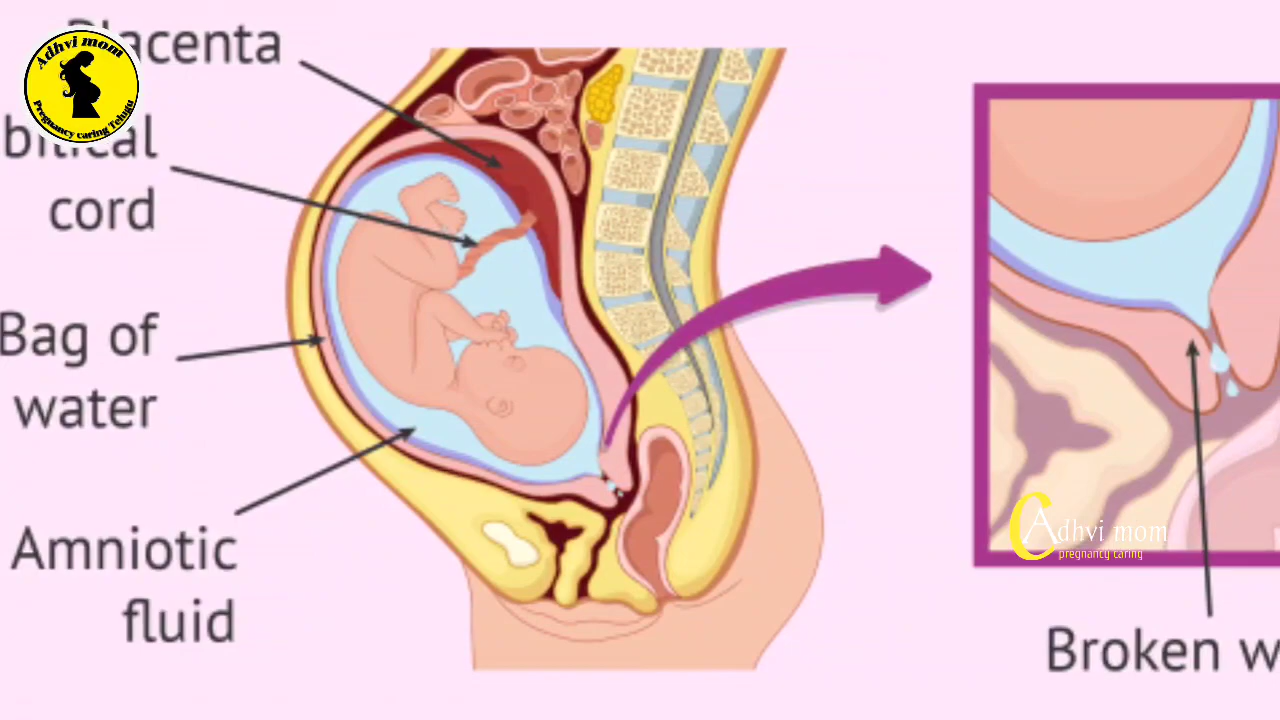 Placenta
Adhvi mom
Pregnancy caring Telugu
bilical
cord
Bag of
water
Amniotic
fluid
Adhvi mom
pregnancy caring
Broken w